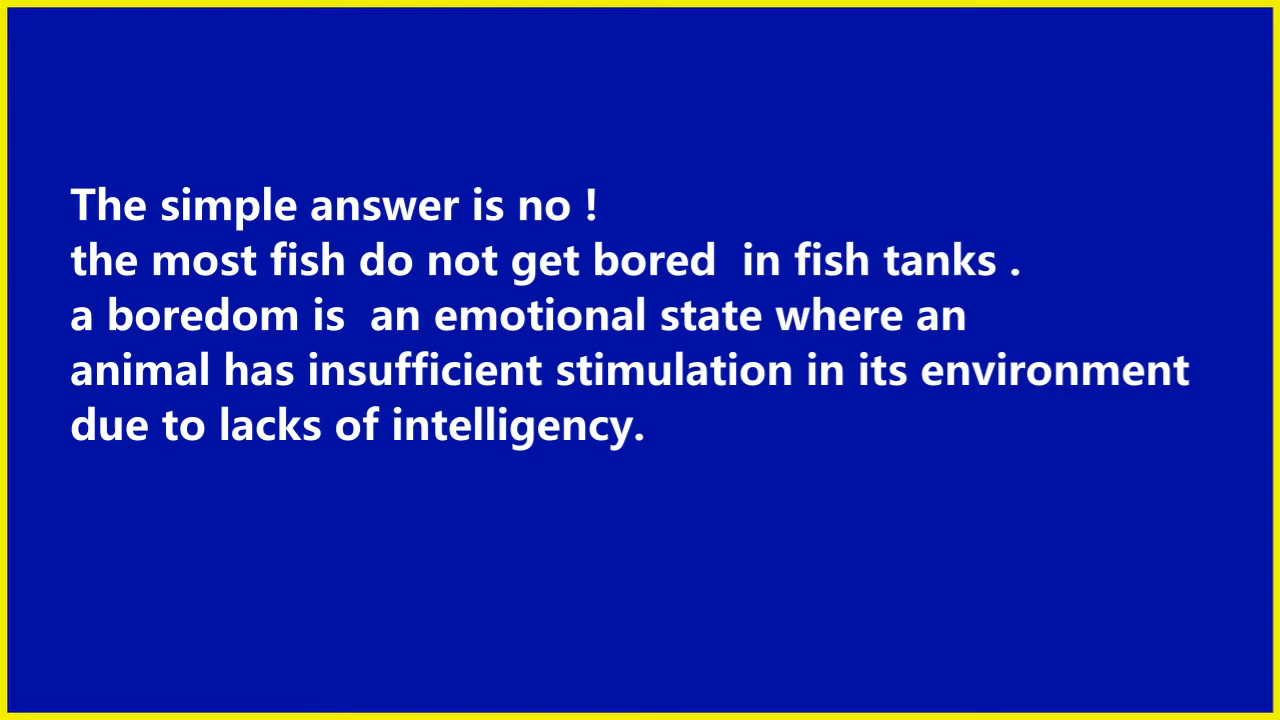 The simple answer is no !
the most fish do not get bored  in fish tanks .
a boredom is  an emotional state where an
animal has insufficient stimulation in its environment
due to lacks of intelligency.